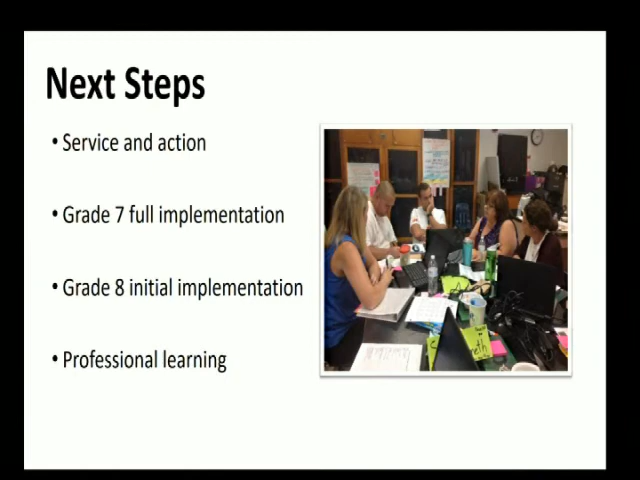 Next Steps
• Service and action
• Grade 7 full implementation
• Grade 8 initial implementation
• Professional learning